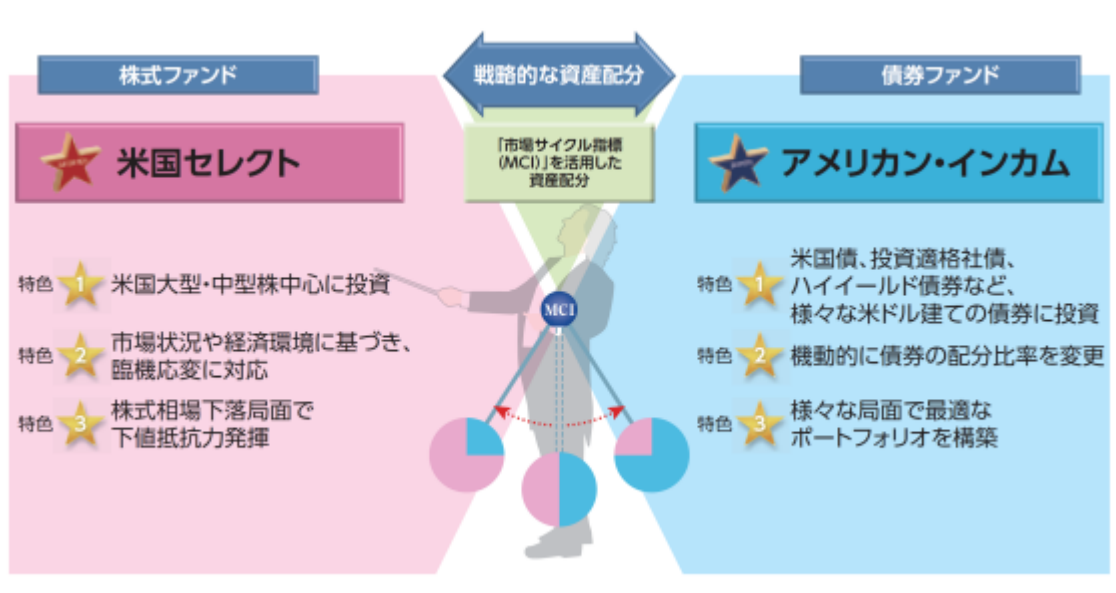 株式ファンド
戦略的な資産配分
債券ファンド
米国セレクト
「市場サイクル指標
(MCI)」を活用した
資産配分
アメリカン・インカム
特色 1 米国大型・中型株中心に投資
特色 2 市場状況や経済環境に基づき、
臨機応変に対応
特色 3 株式相場下落局面で
下値抵抗力発揮
MCI
特色 1 米国債、投資適格社債、
ハイイールド債券など、
様々な米ドル建ての債券に投資
特色 2 機動的に債券の配分比率を変更
特色 3 様々な局面で最適な
ポートフォリオを構築